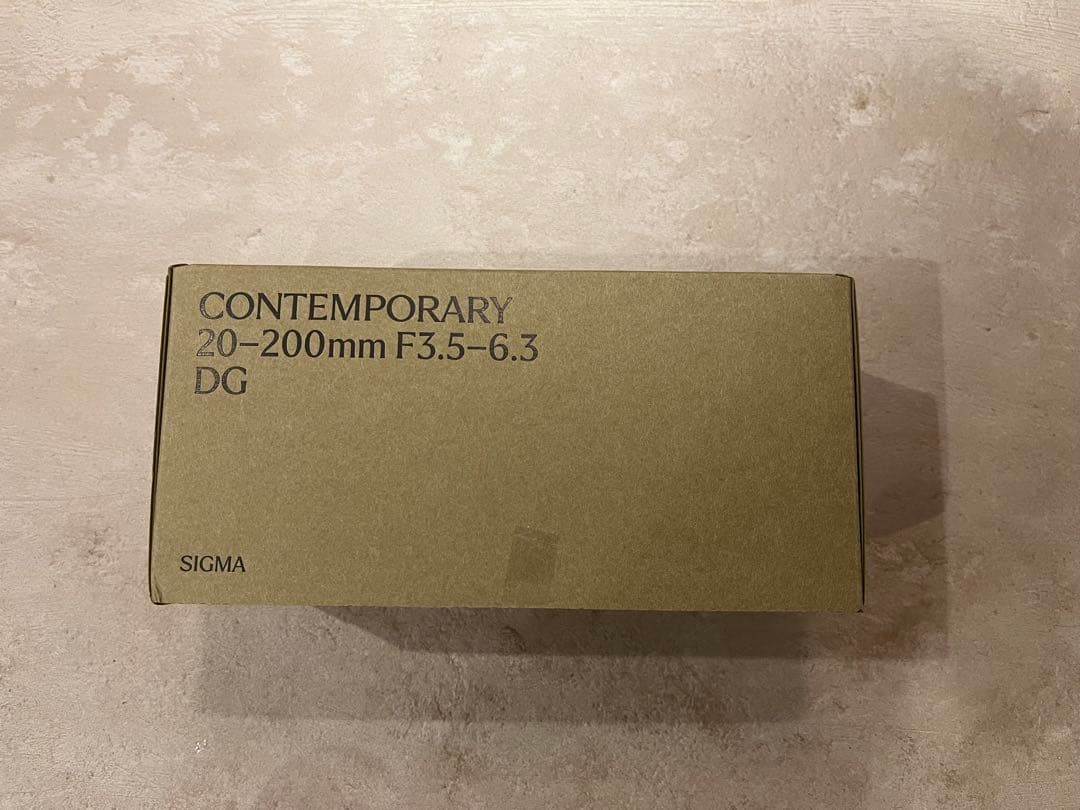 CONTEMPORARY
20–200mm F3.5–6.3
DG
SIGMA